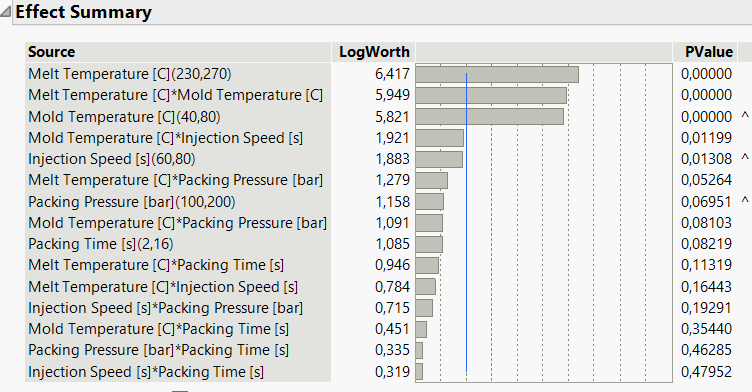 Effect Summary
Source LogWorth PValue
Melt Temperature [C](230,270) 6,417 0,00000
Melt Temperature [C]*Mold Temperature [C] 5,949 0,00000
Mold Temperature [C](40,80) 5,821 0,00000 ^
Mold Temperature [C]*Injection Speed [s] 1,921 0,01199
Injection Speed [s](60,80) 1,883 0,01308 ^
Melt Temperature [C]*Packing Pressure [bar] 1,279 0,05264
Packing Pressure [bar](100,200) 1,158 0,06951 ^
Mold Temperature [C]*Packing Pressure [bar] 1,091 0,08103
Packing Time [s](2,16) 1,085 0,08219
Melt Temperature [C]*Packing Time [s] 0,946 0,11319
Melt Temperature [C]*Injection Speed [s] 0,784 0,16443
Injection Speed [s]*Packing Pressure [bar] 0,715 0,19291
Mold Temperature [C]*Packing Time [s] 0,451 0,35440
Packing Pressure [bar]*Packing Time [s] 0,335 0,46285
Injection Speed [s]*Packing Time [s] 0,319 0,47952